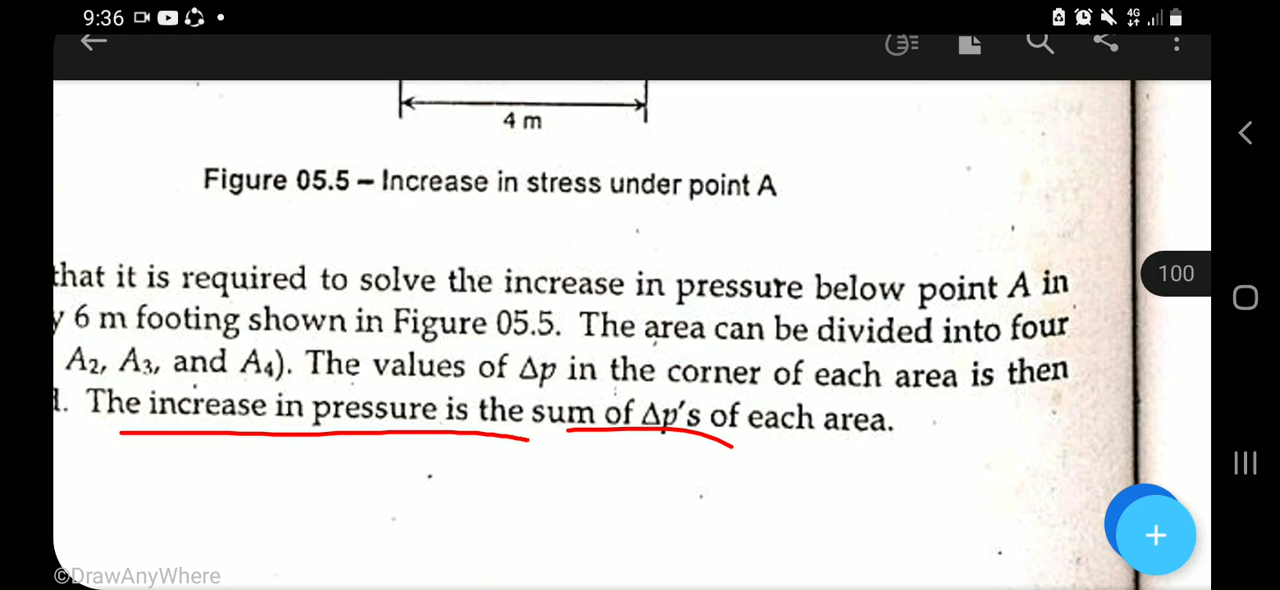 9:36
4G
4 m
Figure 05.5 – Increase in stress under point A
that it is required to solve the increase in pressure below point A in
y 6 m footing shown in Figure 05.5. The area can be divided into four
A2, A3, and A4). The values of Δp in the corner of each area is then
d. The increase in pressure is the sum of Δp's of each area.
100
©DrawAnyWhere